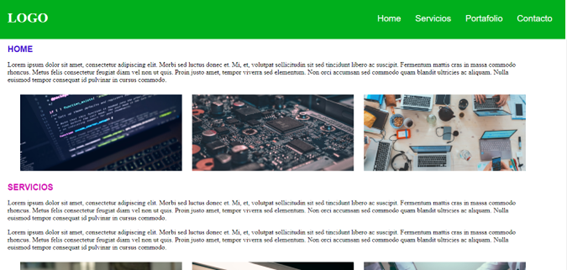 LOGO
Home Servicios Portafolio Contacto
HOME
Lorem ipsum dolor sit amet, consectetur adipiscing elit. Morbi sed luctus donec et. Mi, et, volutpat sollicitudin sit sed tincidunt libero ac suscipit. Fermentum mattis cras in massa commodo
rhoncus. Metus felis consectetur feugiat diam vel non ut quis. Proin justo amet, tempor viverra sed elementum. Non orci accumsan sed commodo quam blandit ultricies ac aliquam. Nulla
euismod tempor consequat id pulvinar in cursus commodo.
SERVICIOS
Lorem ipsum dolor sit amet, consectetur adipiscing elit. Morbi sed luctus donec et. Mi, et, volutpat sollicitudin sit sed tincidunt libero ac suscipit. Fermentum mattis cras in massa commodo
rhoncus. Metus felis consectetur feugiat diam vel non ut quis. Proin justo amet, tempor viverra sed elementum. Non orci accumsan sed commodo quam blandit ultricies ac aliquam. Nulla
euismod tempor consequat id pulvinar in cursus commodo.
Lorem ipsum dolor sit amet, consectetur adipiscing elit. Morbi sed luctus donec et. Mi, et, volutpat sollicitudin sit sed tincidunt libero ac suscipit. Fermentum mattis cras in massa commodo
rhoncus. Metus felis consectetur feugiat diam vel non ut quis. Proin justo amet, tempor viverra sed elementum. Non orci accumsan sed commodo quam blandit ultricies ac aliquam. Nulla
euismod tempor consequat id pulvinar in cursus commodo.